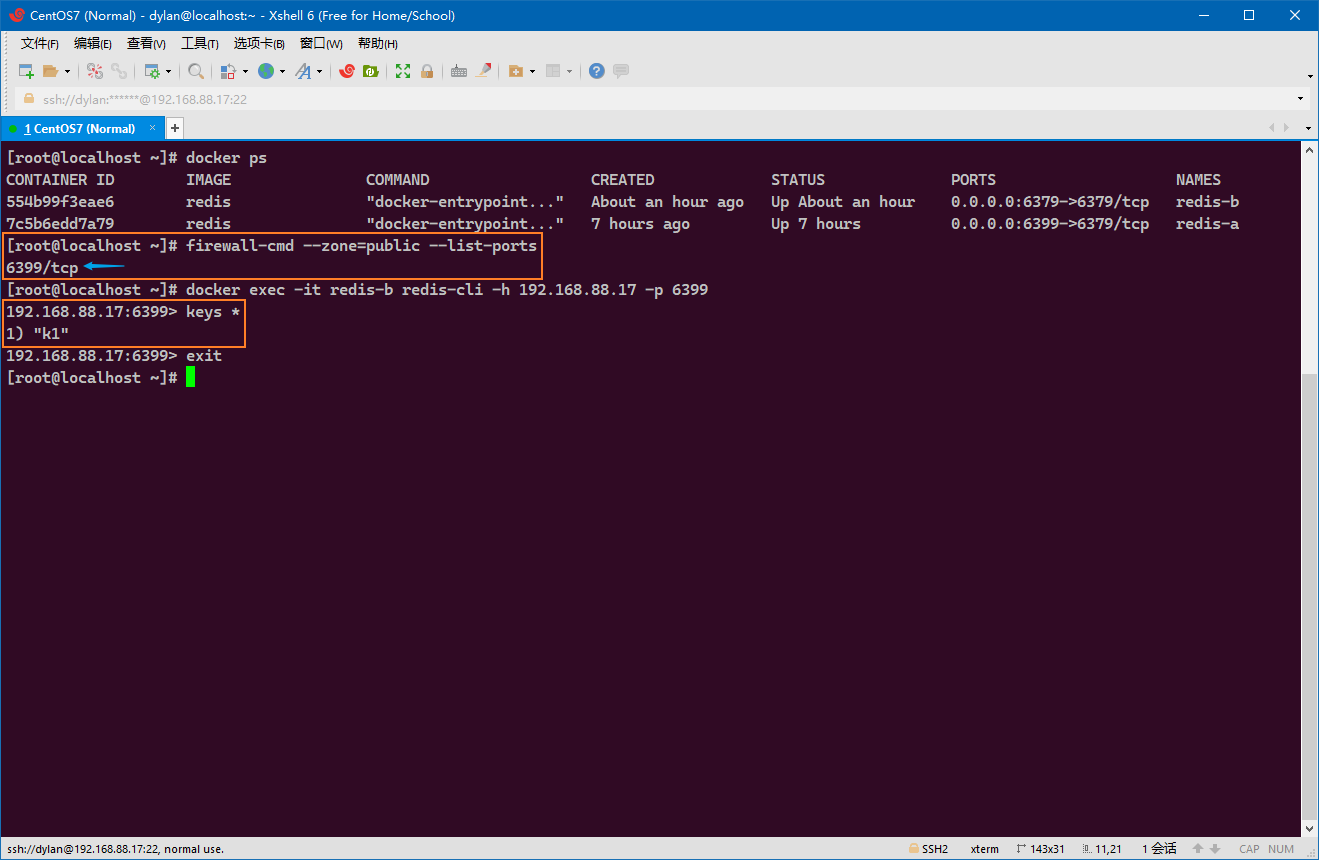 CentOS7 (Normal) - dylan@localhost:~ - Xshell 6 (Free for Home/School)
文件(F) 编辑(E) 查看(V) 工具(T) 选项卡(B) 窗口(W) 帮助(H)
ssh://dylan:******@192.168.88.17:22
1 CentOS7 (Normal) × +
[root@localhost ~]# docker ps
CONTAINER ID IMAGE COMMAND CREATED STATUS PORTS NAMES
554b99f3eae6 redis "docker-entrypoint..." About an hour ago Up About an hour 0.0.0.0:6379->6379/tcp redis-b
7c5b6edd7a79 redis "docker-entrypoint..." 7 hours ago Up 7 hours 0.0.0.0:6399->6379/tcp redis-a
[root@localhost ~]# firewall-cmd --zone=public --list-ports
6399/tcp
[root@localhost ~]# docker exec -it redis-b redis-cli -h 192.168.88.17 -p 6399
192.168.88.17:6399> keys *
1) "k1"
192.168.88.17:6399> exit
[root@localhost ~]#
ssh://dylan@192.168.88.17:22, normal use. SSH2 xterm 143x31 11,21 1 会话 CAP NUM